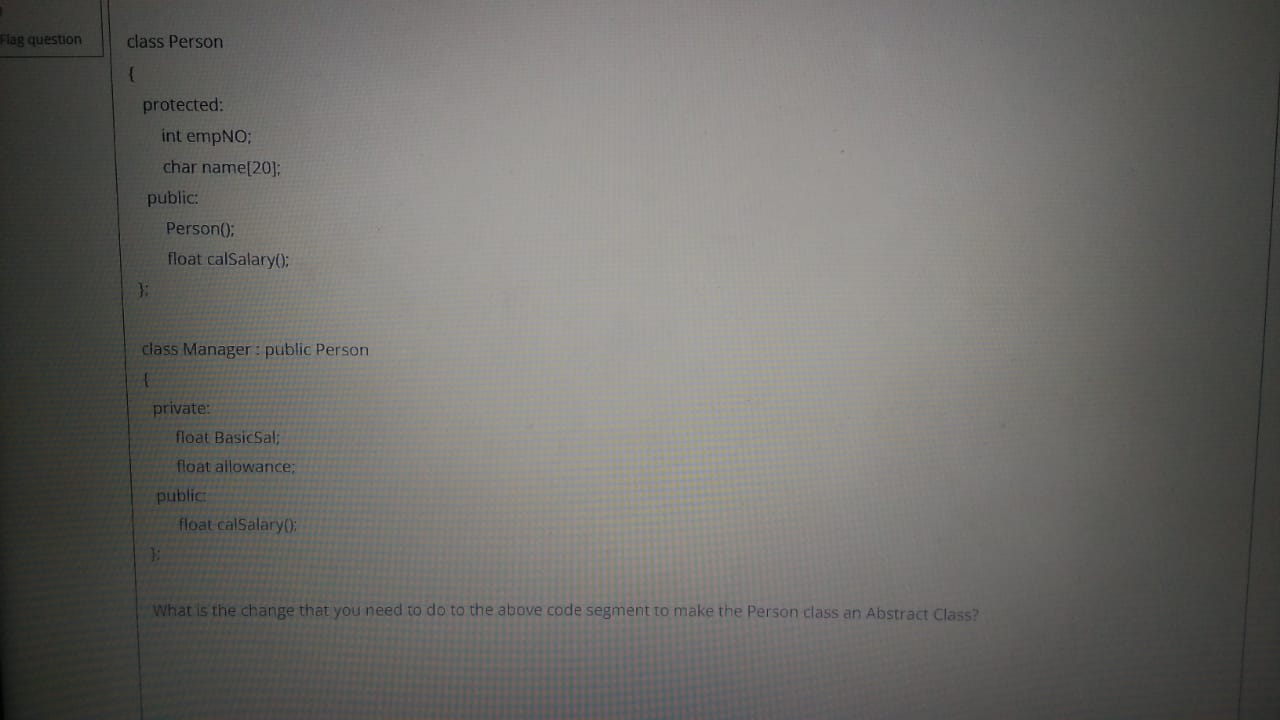 Flag question
class Person
{
protected:
int empNO;
char name[20];
public:
Person();
float calSalary();
};
class Manager : public Person
{
private:
float BasicSal;
float allowance;
public:
float calSalary();
};
What is the change that you need to do to the above code segment to make the Person class an Abstract Class?